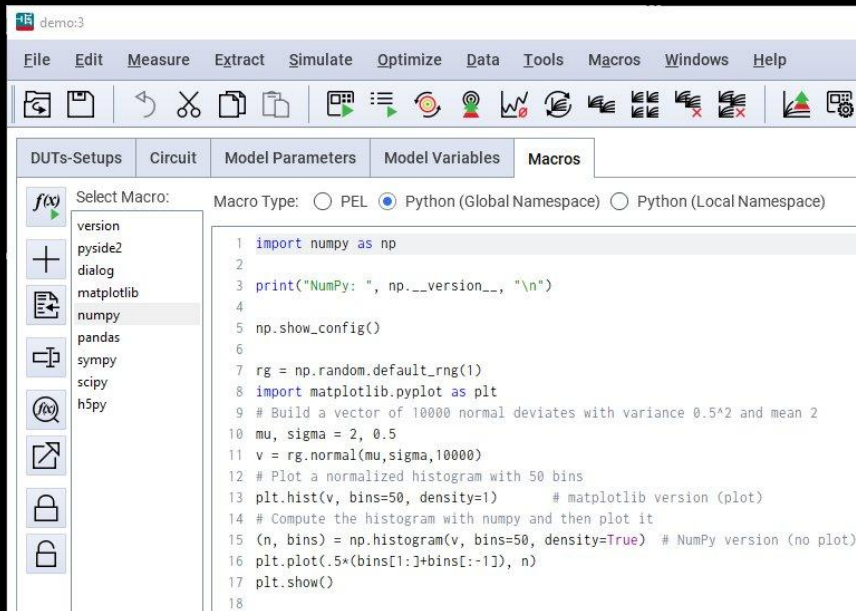 demo:3
File Edit Measure Extract Simulate Optimize Data Tools Macros Windows Help
DUTs-Setups Circuit Model Parameters Model Variables Macros
f(x) Select Macro: Macro Type: PEL Python (Global Namespace) Python (Local Namespace)
version
pyside2
dialog
matplotlib
numpy
pandas
sympy
scipy
h5py
f(x)
1 import numpy as np
2
3 print("NumPy: ", np.__version__, "\n")
4
5 np.show_config()
6
7 rg = np.random.default_rng(1)
8 import matplotlib.pyplot as plt
9 # Build a vector of 10000 normal deviates with variance 0.5^2 and mean 2
10 mu, sigma = 2, 0.5
11 v = rg.normal(mu,sigma,10000)
12 # Plot a normalized histogram with 50 bins
13 plt.hist(v, bins=50, density=1) # matplotlib version (plot)
14 # Compute the histogram with numpy and then plot it
15 (n, bins) = np.histogram(v, bins=50, density=True) # NumPy version (no plot)
16 plt.plot(.5*(bins[1:]+bins[:-1]), n)
17 plt.show()
18